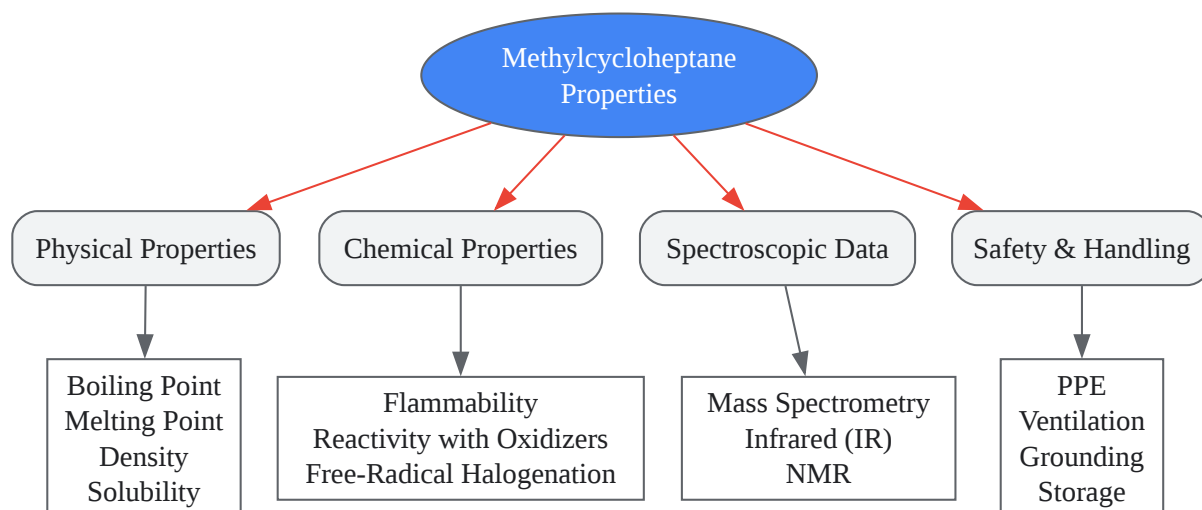 Methylcycloheptane
Properties
Physical Properties
Chemical Properties
Spectroscopic Data
Safety & Handling
Boiling Point
Melting Point
Density
Solubility
Flammability
Reactivity with Oxidizers
Free-Radical Halogenation
Mass Spectrometry
Infrared (IR)
NMR
PPE
Ventilation
Grounding
Storage